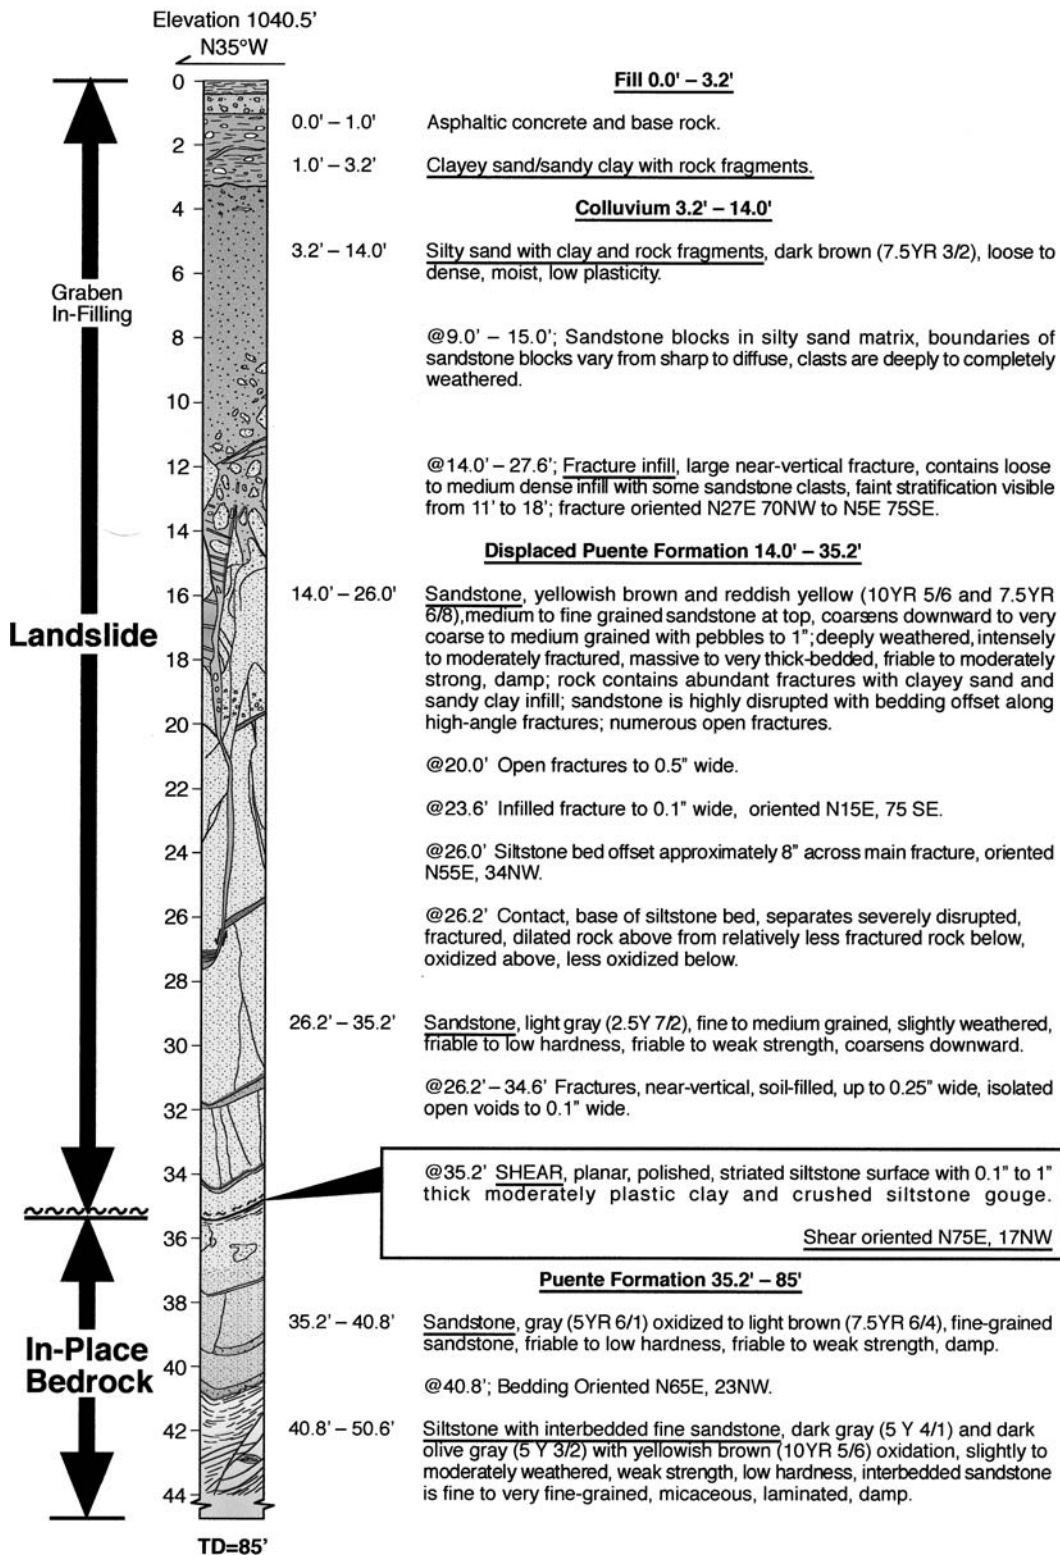 Elevation 1040.5’
N35°W
0
2
4
6
8
10
12
14
16
18
20
22
24
26
28
30
32
34
36
38
40
42
44
TD=85’
Graben
In-Filling
Landslide
In-Place
Bedrock
Fill 0.0’ – 3.2’
0.0’ – 1.0’ Asphaltic concrete and base rock.
1.0’ – 3.2’ Clayey sand/sandy clay with rock fragments.
Colluvium 3.2’ – 14.0’
3.2’ – 14.0’ Silty sand with clay and rock fragments, dark brown (7.5YR 3/2), loose to
dense, moist, low plasticity.
@9.0’ – 15.0’; Sandstone blocks in silty sand matrix, boundaries of
sandstone blocks vary from sharp to diffuse, clasts are deeply to completely
weathered.
@14.0’ – 27.6’; Fracture infill, large near-vertical fracture, contains loose
to medium dense infill with some sandstone clasts, faint stratification visible
from 11’ to 18’; fracture oriented N27E 70NW to N5E 75SE.
Displaced Puente Formation 14.0’ – 35.2’
14.0’ – 26.0’ Sandstone, yellowish brown and reddish yellow (10YR 5/6 and 7.5YR
6/8),medium to fine grained sandstone at top, coarsens downward to very
coarse to medium grained with pebbles to 1”;deeply weathered, intensely
to moderately fractured, massive to very thick-bedded, friable to moderately
strong, damp; rock contains abundant fractures with clayey sand and
sandy clay infill; sandstone is highly disrupted with bedding offset along
high-angle fractures; numerous open fractures.
@20.0’ Open fractures to 0.5” wide.
@23.6’ Infilled fracture to 0.1” wide, oriented N15E, 75 SE.
@26.0’ Siltstone bed offset approximately 8” across main fracture, oriented
N55E, 34NW.
@26.2’ Contact, base of siltstone bed, separates severely disrupted,
fractured, dilated rock above from relatively less fractured rock below,
oxidized above, less oxidized below.
26.2’ – 35.2’ Sandstone, light gray (2.5Y 7/2), fine to medium grained, slightly weathered,
friable to low hardness, friable to weak strength, coarsens downward.
@26.2’ – 34.6’ Fractures, near-vertical, soil-filled, up to 0.25” wide, isolated
open voids to 0.1” wide.
@35.2’ SHEAR, planar, polished, striated siltstone surface with 0.1” to 1”
thick moderately plastic clay and crushed siltstone gouge.
Shear oriented N75E, 17NW
Puente Formation 35.2’ – 85’
35.2’ – 40.8’ Sandstone, gray (5YR 6/1) oxidized to light brown (7.5YR 6/4), fine-grained
sandstone, friable to low hardness, friable to weak strength, damp.
@40.8’; Bedding Oriented N65E, 23NW.
40.8’ – 50.6’ Siltstone with interbedded fine sandstone, dark gray (5 Y 4/1) and dark
olive gray (5 Y 3/2) with yellowish brown (10YR 5/6) oxidation, slightly to
moderately weathered, weak strength, low hardness, interbedded sandstone
is fine to very fine-grained, micaceous, laminated, damp.